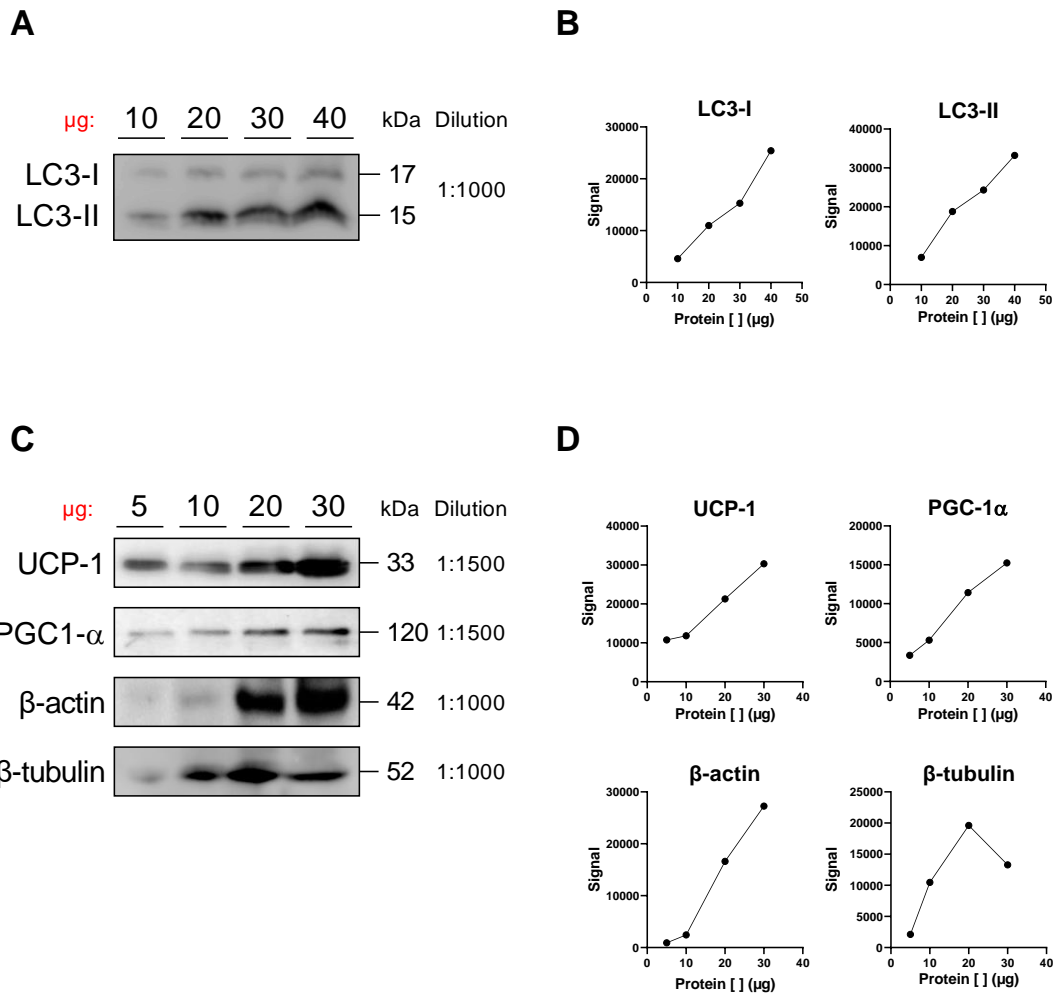 A
µg: 10 20 30 40 kDa Dilution
LC3-I 17
1:1000
LC3-II 15
B
LC3-I
30000
20000
10000
0
Signal
0 10 20 30 40 50
Protein [ ] (µg)
LC3-II
40000
30000
20000
10000
0
Signal
0 10 20 30 40 50
Protein [ ] (µg)
C
µg: 5 10 20 30 kDa Dilution
UCP-1 33 1:1500
PGC1-α 120 1:1500
β-actin 42 1:1000
β-tubulin 52 1:1000
D
UCP-1
40000
30000
20000
10000
0
Signal
0 10 20 30 40
Protein [ ] (µg)
PGC-1α
20000
15000
10000
5000
0
Signal
0 10 20 30 40
Protein [ ] (µg)
β-actin
30000
20000
10000
0
Signal
0 10 20 30 40
Protein [ ] (µg)
β-tubulin
25000
20000
15000
10000
5000
0
Signal
0 10 20 30 40
Protein [ ] (µg)